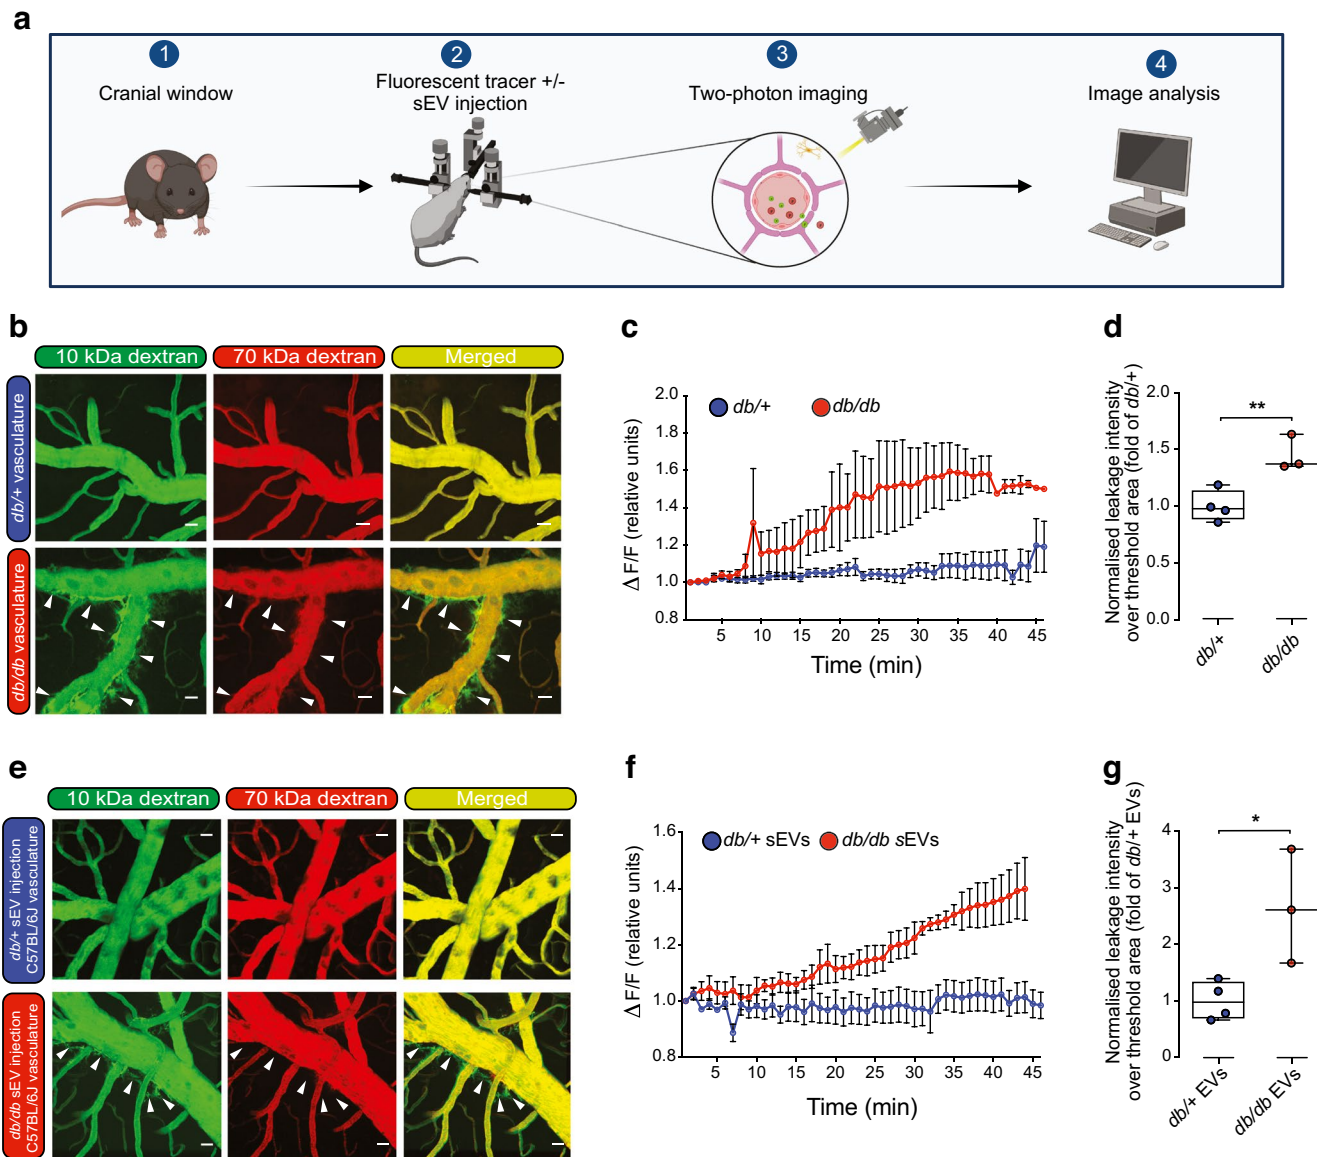 a
1
2
3
4
Cranial window
Fluorescent tracer +/-
sEV injection
Two-photon imaging
Image analysis
b
10 kDa dextran
70 kDa dextran
Merged
db/+ vasculature
db/db vasculature
c
ΔF/F (relative units)
2.0
1.8
1.6
1.4
1.2
1.0
0.8
db/+
db/db
5
10
15
20
25
30
35
40
45
Time (min)
d
Normalised leakage intensity
over threshold area (fold of db/+)
2.0
1.5
1.0
0.5
0.0
**
db/+
db/db
e
10 kDa dextran
70 kDa dextran
Merged
db/+ sEV injection
C57BL/6J vasculature
db/db sEV injection
C57BL/6J vasculature
f
ΔF/F (relative units)
1.6
1.4
1.2
1.0
0.8
db/+ sEVs
db/db sEVs
5
10
15
20
25
30
35
40
45
Time (min)
g
Normalised leakage intensity
over threshold area (fold of db/+ EVs)
4
3
2
1
0
*
db/+ EVs
db/db EVs